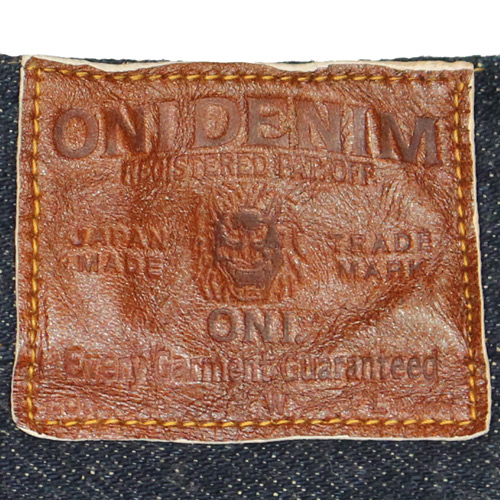 ONI DENIM
REGISTERED PAT. OFF
JAPAN MADE
TRADE MARK
ONI.
Every Garment Guaranteed
W